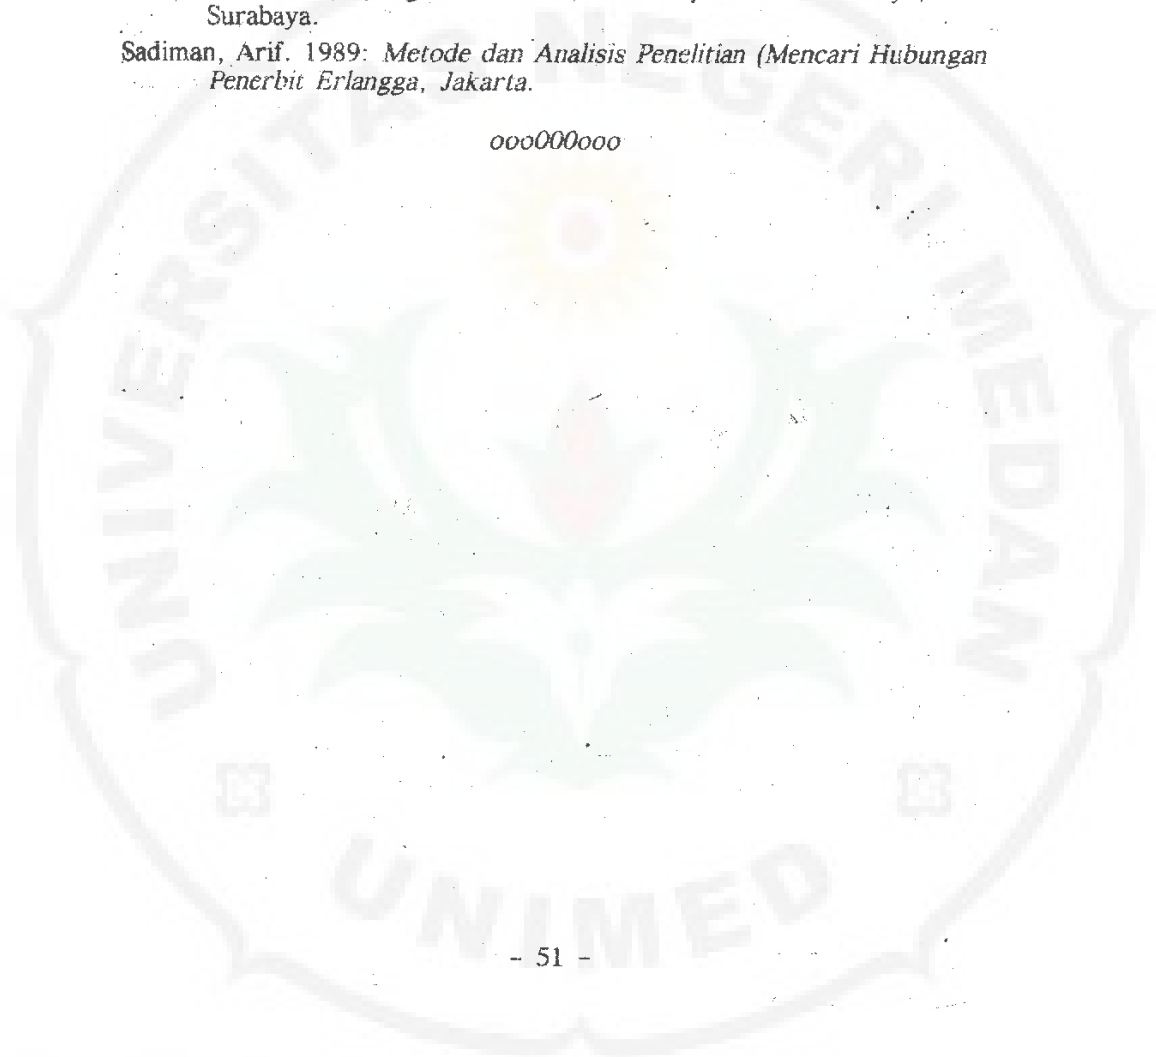 Surabaya.
Sadiman, Arif. 1989: Metode dan Analisis Penelitian (Mencari Hubungan
Penerbit Erlangga, Jakarta.
ooo000ooo
UNIVERSITAS NEGERI MEDAN
UNIMED
- 51 -